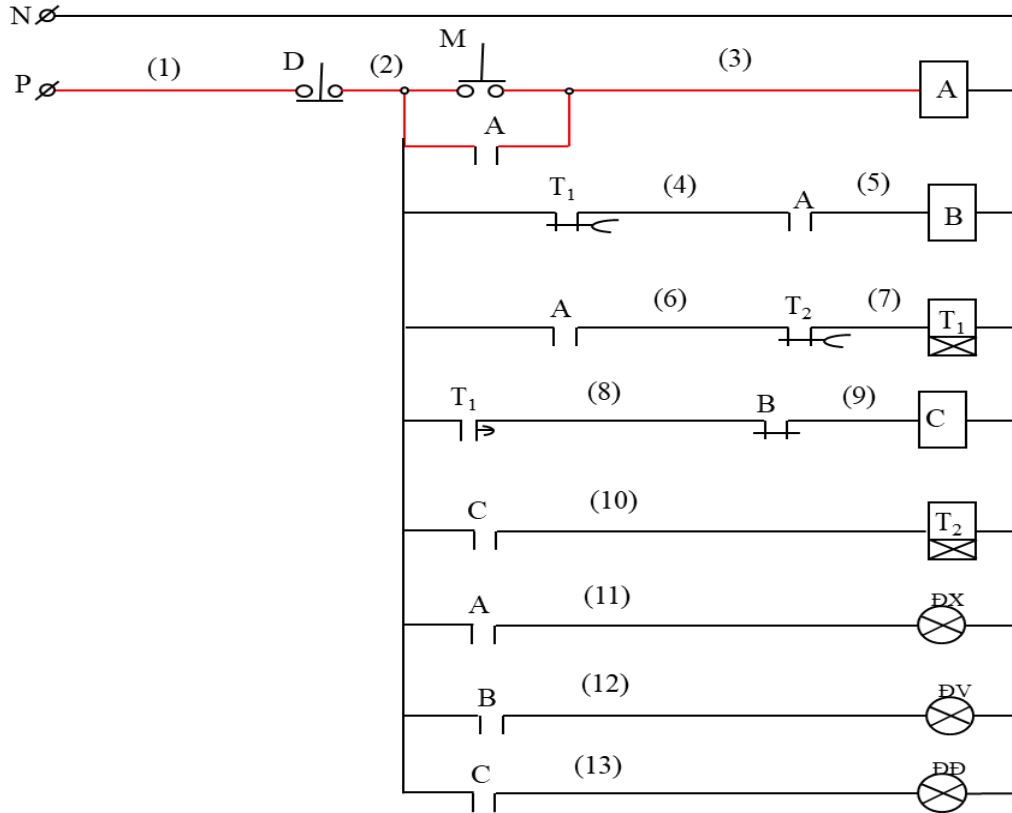 N
P (1) D (2) M (3) A
A
T₁ (4) A (5) B
A (6) T₂ (7) T₁
T₁ (8) B (9) C
C (10) T₂
A (11) ĐX
B (12) ĐV
C (13) ĐĐ